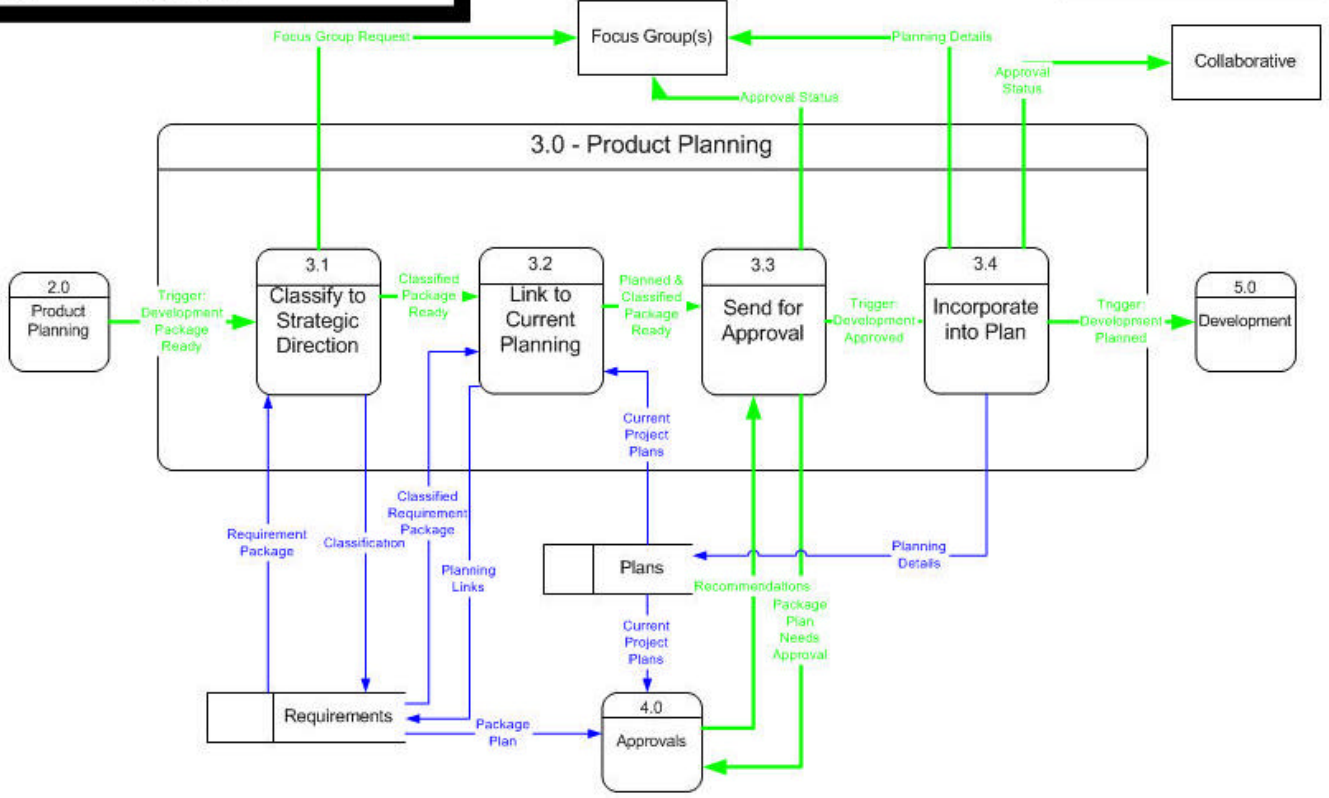 Focus Group Request
Focus Group(s)
Planning Details
Collaborative
Approval
Status
Approval Status
3.0 - Product Planning
2.0
Product
Planning
Trigger:
Development
Package
Ready
3.1
Classify to
Strategic
Direction
Classified
Package
Ready
3.2
Link to
Current
Planning
Planned &
Classified
Package
Ready
3.3
Send for
Approval
Trigger:
Development
Approved
3.4
Incorporate
into Plan
Trigger:
Development
Planned
5.0
Development
Current
Project
Plans
Requirement
Package
Classification
Classified
Requirement
Package
Planning
Links
Plans
Planning
Details
Recommendations
Package
Plan
Needs
Approval
Current
Project
Plans
Requirements
Package
Plan
4.0
Approvals